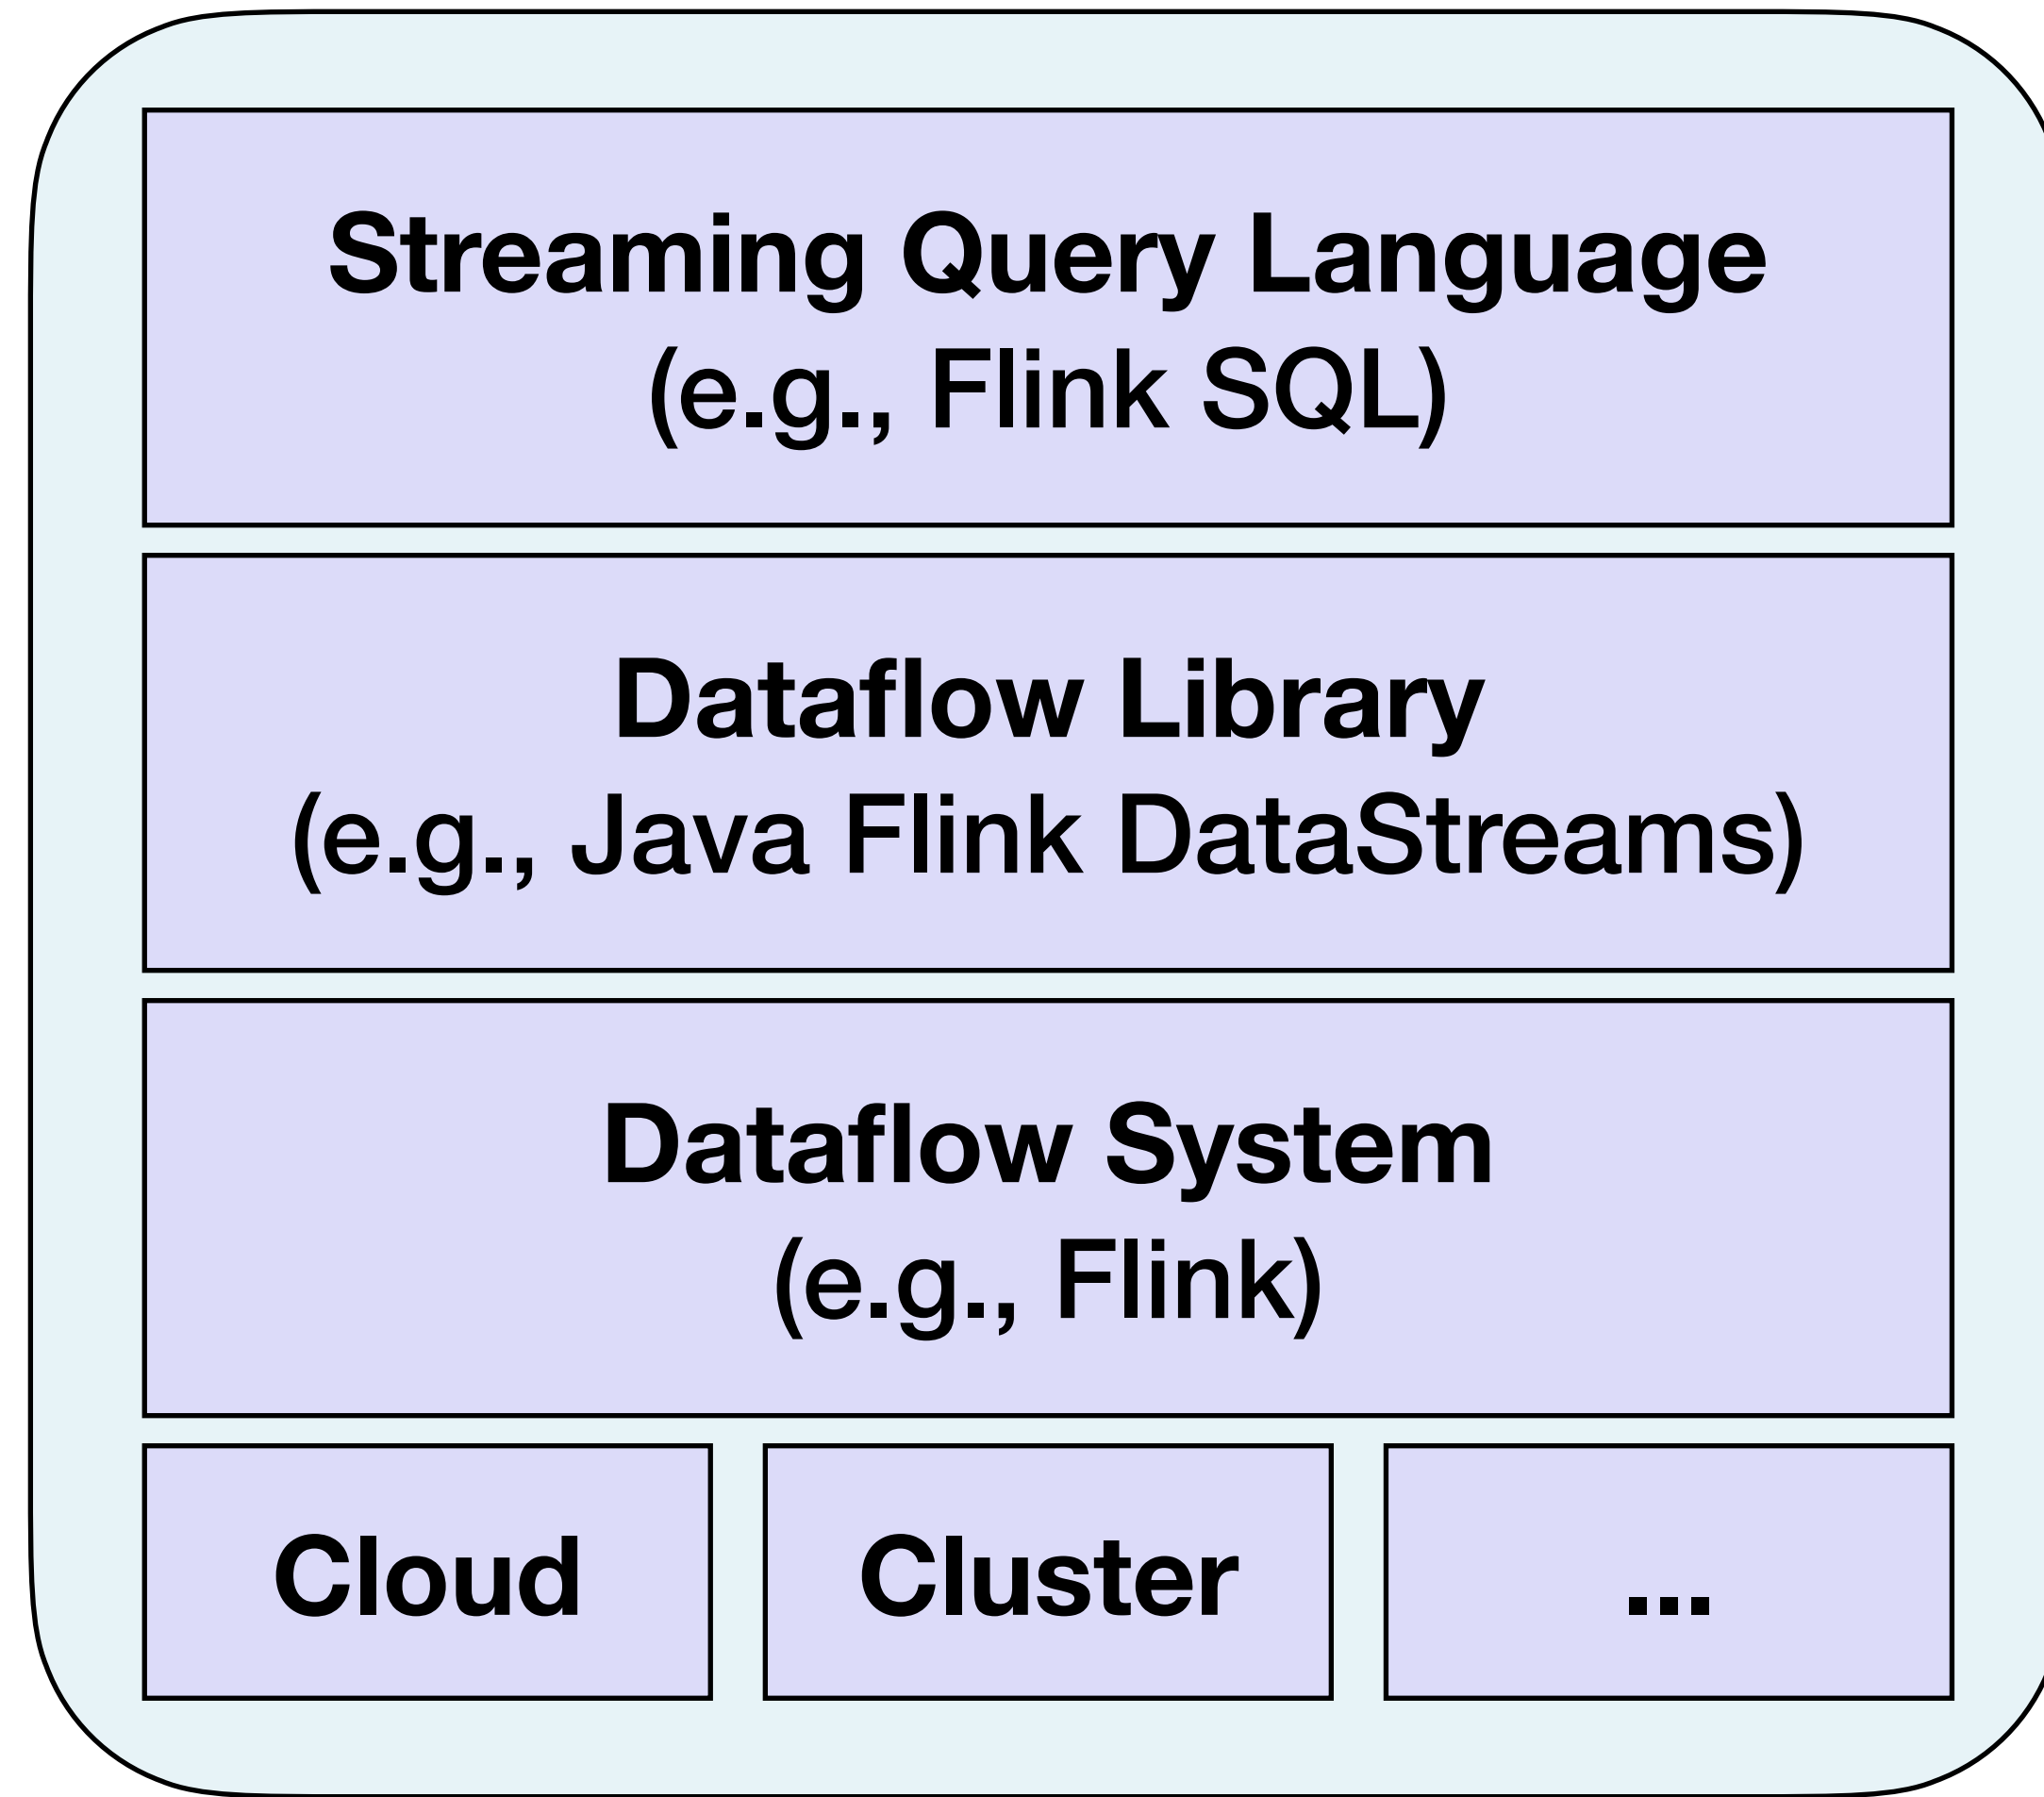 Streaming Query Language
(e.g., Flink SQL)
Dataflow Library
(e.g., Java Flink DataStreams)
Dataflow System
(e.g., Flink)
Cloud
Cluster
...